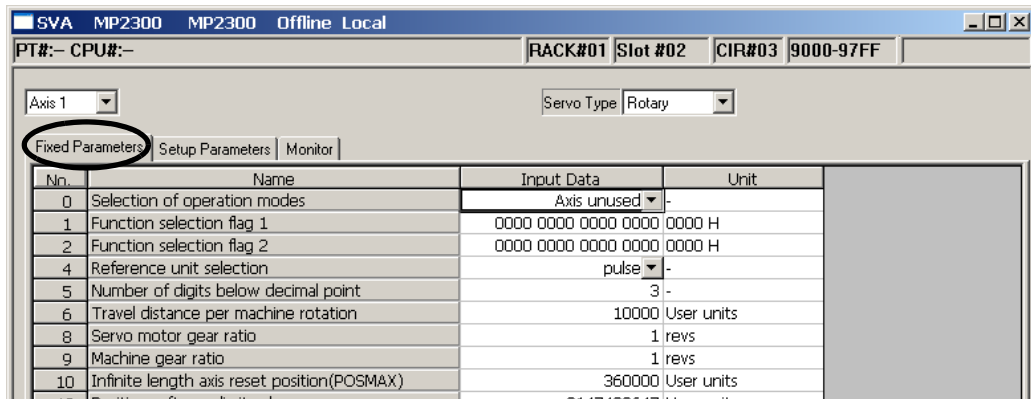 SVA MP2300 MP2300 Offline Local
PT#:– CPU#:– RACK#01 Slot #02 CIR#03 9000-97FF
Axis 1 Servo Type Rotary
Fixed Parameters Setup Parameters Monitor
No. Name Input Data Unit
0 Selection of operation modes Axis unused -
1 Function selection flag 1 0000 0000 0000 0000 0000 H
2 Function selection flag 2 0000 0000 0000 0000 0000 H
4 Reference unit selection pulse -
5 Number of digits below decimal point 3 -
6 Travel distance per machine rotation 10000 User units
8 Servo motor gear ratio 1 revs
9 Machine gear ratio 1 revs
10 Infinite length axis reset position(POSMAX) 360000 User units